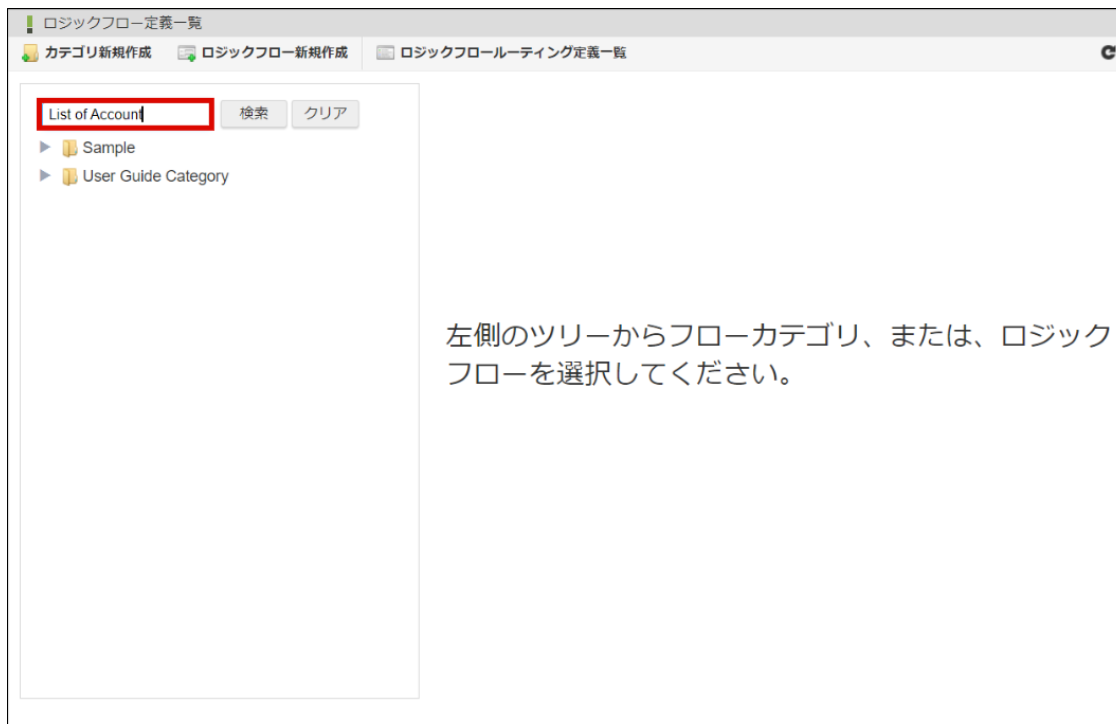 ロジックフロー定義一覧
カテゴリ新規作成 ロジックフロー新規作成 ロジックフロールーティング定義一覧
List of Account 検索 クリア
Sample
User Guide Category
左側のツリーからフローカテゴリ、または、ロジック
フローを選択してください。